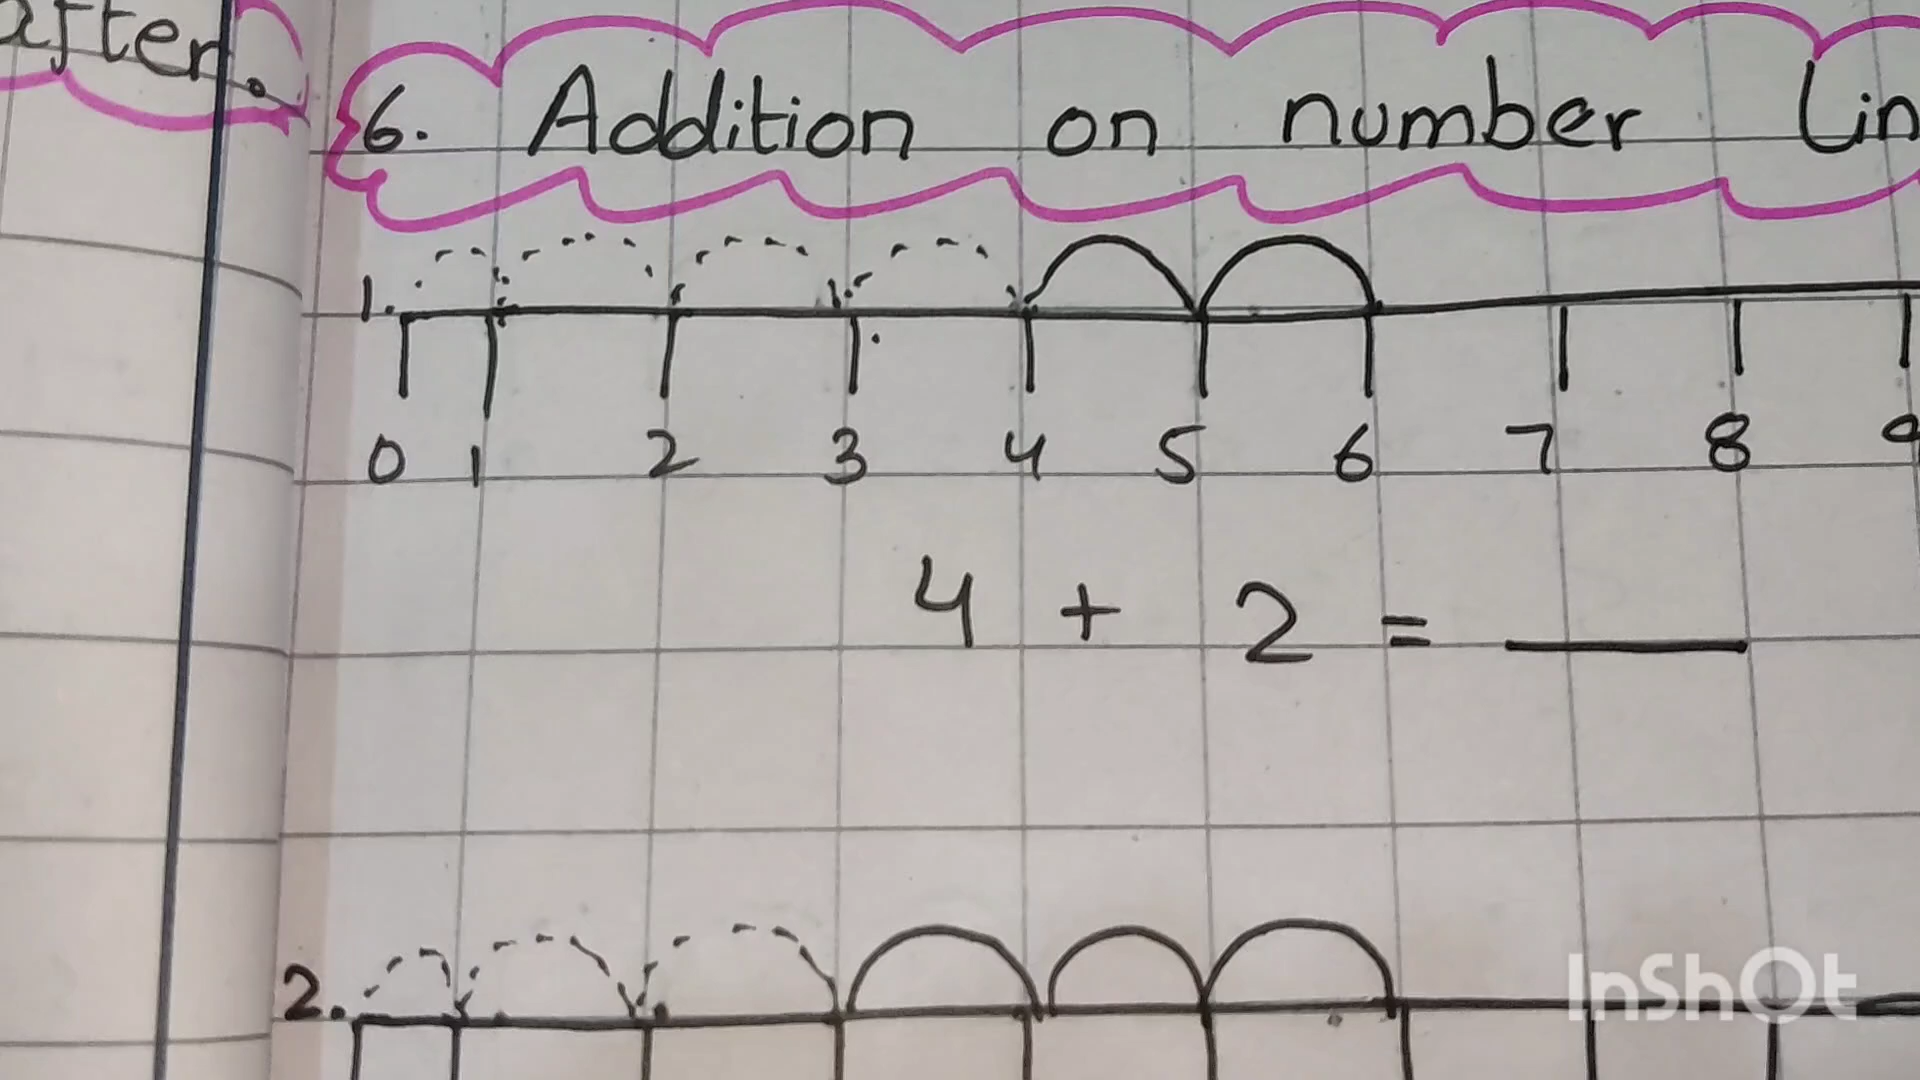 after.
6. Addition on number Lin
1.
0 1 2 3 4 5 6 7 8 9
4 + 2 =
2.
InShOt